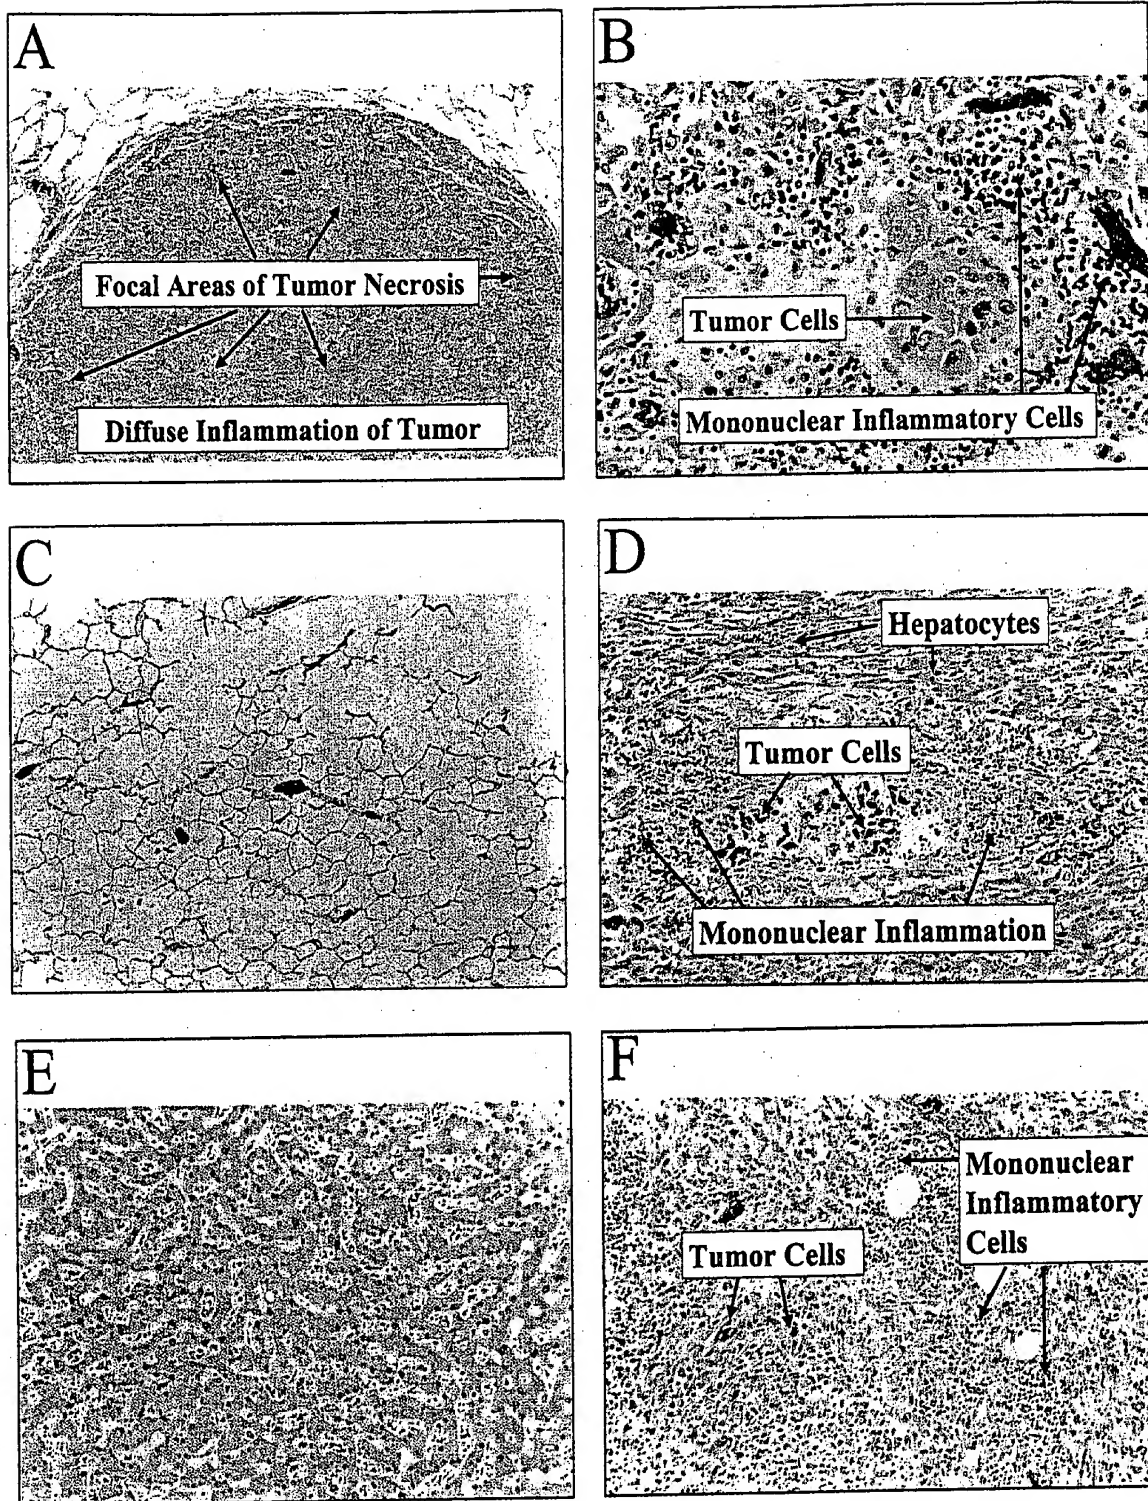 A
Focal Areas of Tumor Necrosis
Diffuse Inflammation of Tumor
B
Tumor Cells
Mononuclear Inflammatory Cells
C
D
Hepatocytes
Tumor Cells
Mononuclear Inflammation
E
F
Mononuclear
Inflammatory
Cells
Tumor Cells